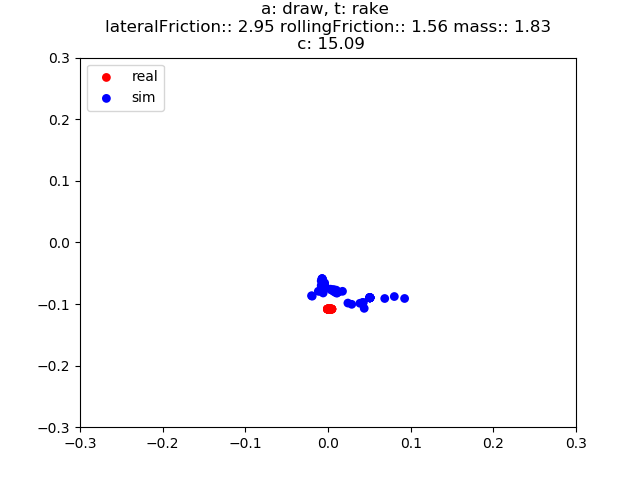 a: draw, t: rake
lateralFriction:: 2.95 rollingFriction:: 1.56 mass:: 1.83
c: 15.09
real
sim
0.3
0.2
0.1
0.0
−0.1
−0.2
−0.3
−0.3
−0.2
−0.1
0.0
0.1
0.2
0.3